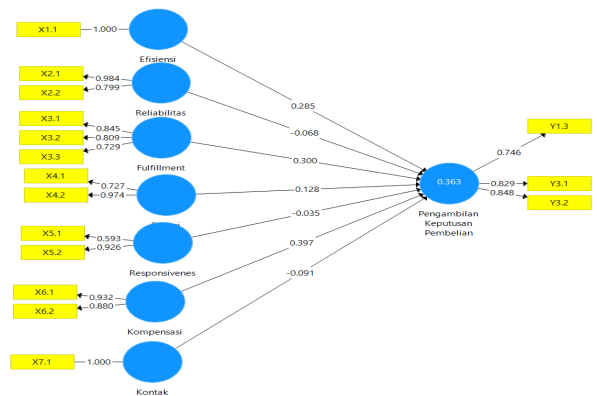 X1.1
1.000
Efisiensi
X2.1
X2.2
0.984
0.799
Reliabilitas
X3.1
X3.2
X3.3
0.845
0.809
0.729
Fulfillment
X4.1
X4.2
0.727
0.974
X5.1
X5.2
0.593
0.926
Responsivenes
X6.1
X6.2
0.932
0.880
Kompensasi
X7.1
1.000
Kontak
0.285
-0.068
0.300
0.128
-0.035
0.397
-0.091
0.363
Pengambilan
Keputusan
Pembelian
0.746
0.829
0.848
Y1.3
Y3.1
Y3.2